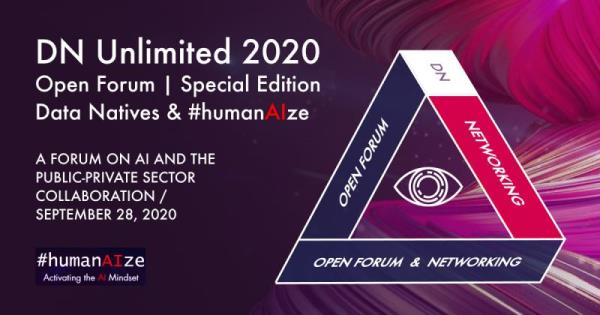 DN Unlimited 2020
Open Forum | Special Edition
Data Natives & #humanAIze
A FORUM ON AI AND THE
PUBLIC-PRIVATE SECTOR
COLLABORATION /
SEPTEMBER 28, 2020
#humanAIze
Activating the AI Mindset
DN
OPEN FORUM
NETWORKING
OPEN FORUM & NETWORKING